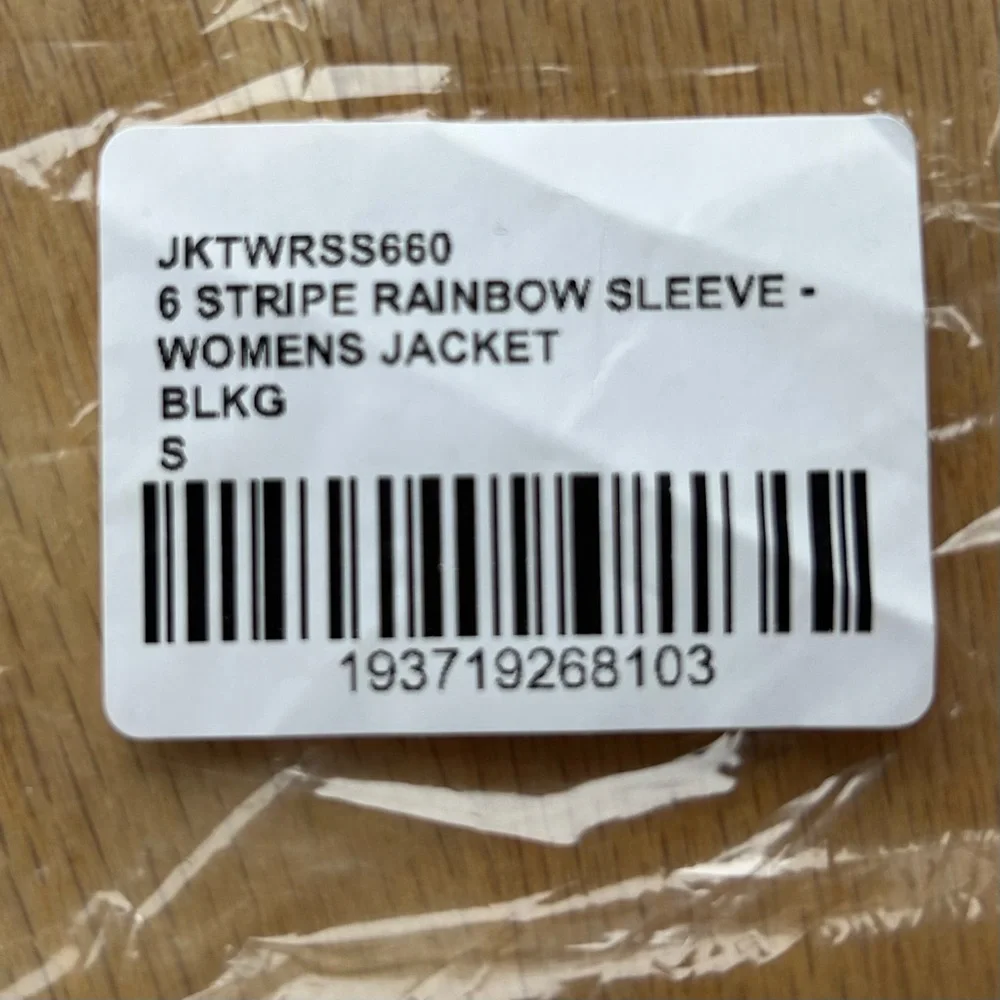 JKTWRSS660
6 STRIPE RAINBOW SLEEVE -
WOMENS JACKET
BLKG
S
193719268103